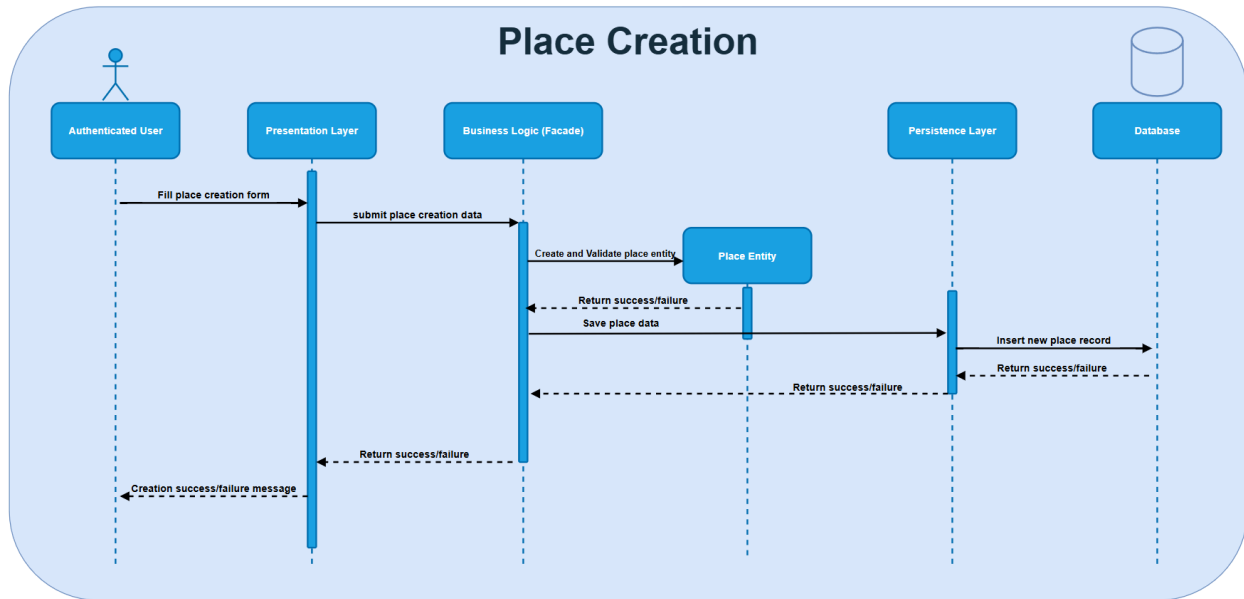 Place Creation
Authenticated User
Presentation Layer
Business Logic (Facade)
Persistence Layer
Database
Fill place creation form
submit place creation data
Create and Validate place entity
Place Entity
Return success/failure
Save place data
Insert new place record
Return success/failure
Return success/failure
Return success/failure
Creation success/failure message